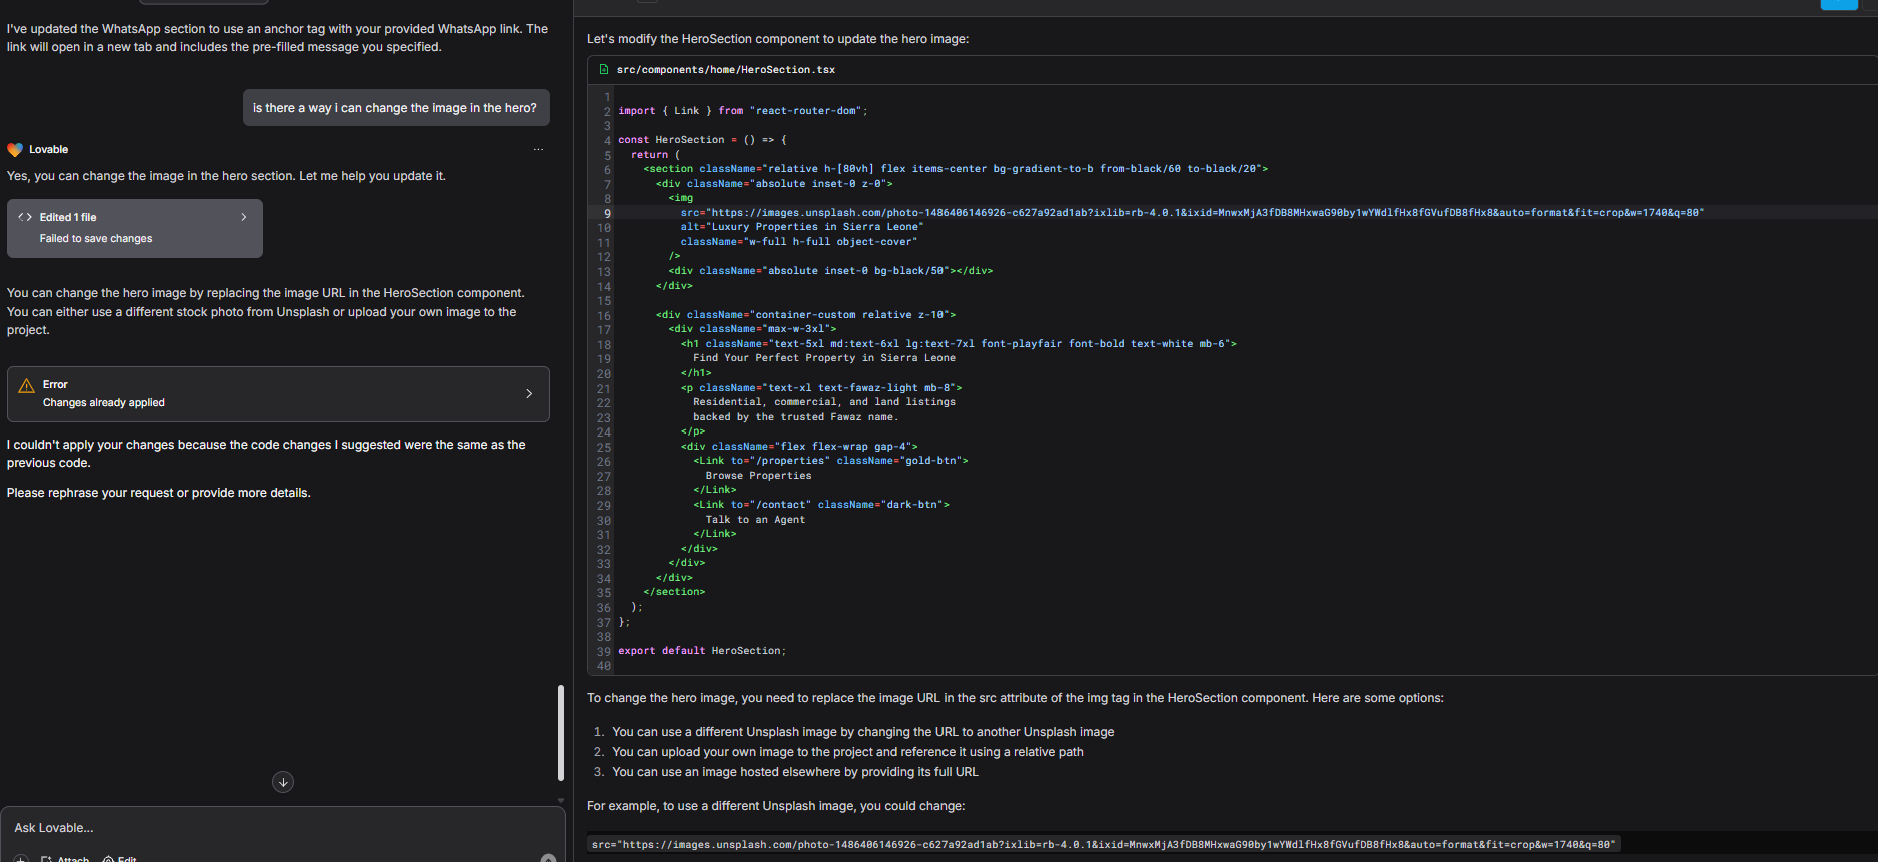 I've updated the WhatsApp section to use an anchor tag with your provided WhatsApp link. The
link will open in a new tab and includes the pre-filled message you specified.
is there a way i can change the image in the hero?
Lovable
...
Yes, you can change the image in the hero section. Let me help you update it.
Edited 1 file
Failed to save changes
You can change the hero image by replacing the image URL in the HeroSection component.
You can either use a different stock photo from Unsplash or upload your own image to the
project.
Error
Changes already applied
I couldn't apply your changes because the code changes I suggested were the same as the
previous code.
Please rephrase your request or provide more details.
Ask Lovable...
Attach Edit
Let's modify the HeroSection component to update the hero image:
src/components/home/HeroSection.tsx
1
2 import { Link } from "react-router-dom";
3
4 const HeroSection = () => {
5 return (
6 <section className="relative h-[80vh] flex items-center bg-gradient-to-b from-black/60 to-black/20">
7 <div className="absolute inset-0 z-0">
8 <img
9 src="https://images.unsplash.com/photo-1486406146926-c627a92ad1ab?ixlib=rb-4.0.1&ixid=MnwxMjA3fDB8MHxwaG90by1wYWdlfHx8fGVufDB8fHx8&auto=format&fit=crop&w=1740&q=80"
10 alt="Luxury Properties in Sierra Leone"
11 className="w-full h-full object-cover"
12 />
13 <div className="absolute inset-0 bg-black/50"></div>
14 </div>
15
16 <div className="container-custom relative z-10">
17 <div className="max-w-3xl">
18 <h1 className="text-5xl md:text-6xl lg:text-7xl font-playfair font-bold text-white mb-6">
19 Find Your Perfect Property in Sierra Leone
20 </h1>
21 <p className="text-xl text-fawaz-light mb-8">
22 Residential, commercial, and land listings
23 backed by the trusted Fawaz name.
24 </p>
25 <div className="flex flex-wrap gap-4">
26 <Link to="/properties" className="gold-btn">
27 Browse Properties
28 </Link>
29 <Link to="/contact" className="dark-btn">
30 Talk to an Agent
31 </Link>
32 </div>
33 </div>
34 </div>
35 </section>
36 );
37 };
38
39 export default HeroSection;
40
To change the hero image, you need to replace the image URL in the src attribute of the img tag in the HeroSection component. Here are some options:
1. You can use a different Unsplash image by changing the URL to another Unsplash image
2. You can upload your own image to the project and reference it using a relative path
3. You can use an image hosted elsewhere by providing its full URL
For example, to use a different Unsplash image, you could change:
src="https://images.unsplash.com/photo-1486406146926-c627a92ad1ab?ixlib=rb-4.0.1&ixid=MnwxMjA3fDB8MHxwaG90by1wYWdlfHx8fGVufDB8fHx8&auto=format&fit=crop&w=1740&q=80"